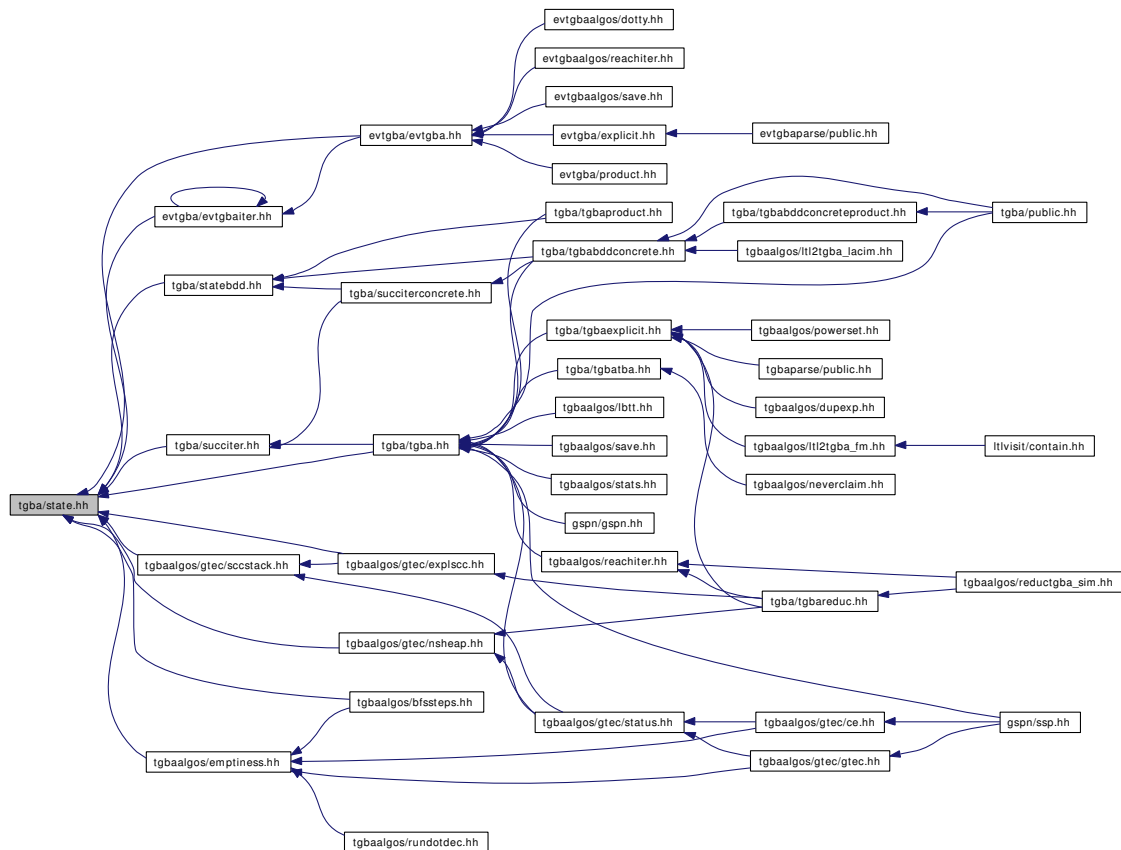 evtgbaalgos/dotty.hh
evtgbaalgos/reachiter.hh
evtgbaalgos/save.hh
evtgba/evtgba.hh
evtgba/explicit.hh
evtgbaparse/public.hh
evtgba/product.hh
evtgba/evtgbaiter.hh
tgba/tgbaproduct.hh
tgba/tgbabddconcreteproduct.hh
tgba/public.hh
tgba/tgbabddconcrete.hh
tgbaalgos/ltl2tgba_lacim.hh
tgba/statebdd.hh
tgba/succiterconcrete.hh
tgba/tgbaexplicit.hh
tgbaalgos/powerset.hh
tgba/tgbatba.hh
tgbaparse/public.hh
tgbaalgos/lbtt.hh
tgbaalgos/dupexp.hh
tgba/succiter.hh
tgba/tgba.hh
tgbaalgos/save.hh
tgbaalgos/ltl2tgba_fm.hh
ltlvisit/contain.hh
tgbaalgos/stats.hh
tgbaalgos/neverclaim.hh
tgba/state.hh
gspn/gspn.hh
tgbaalgos/gtec/sccstack.hh
tgbaalgos/gtec/explscc.hh
tgbaalgos/reachiter.hh
tgbaalgos/reductgba_sim.hh
tgba/tgbareduc.hh
tgbaalgos/gtec/nsheap.hh
tgbaalgos/bfssteps.hh
tgbaalgos/gtec/status.hh
tgbaalgos/gtec/ce.hh
gspn/ssp.hh
tgbaalgos/emptiness.hh
tgbaalgos/gtec/gtec.hh
tgbaalgos/rundotdec.hh